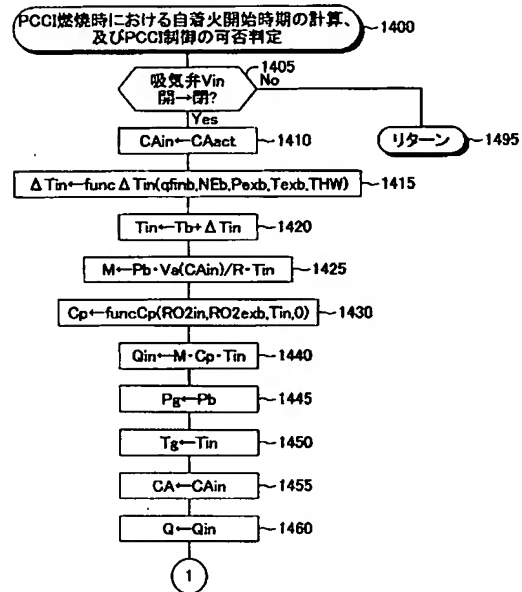 PCCI燃焼時における自着火開始時期の計算、
及びPCCI制御の可否判定
1400
吸気弁Vin
開→閉?
1405
No
Yes
リターン
1495
CAin←CAact
1410
ΔTin←funcΔTin(qfinb,NEb,Pexb,Texb,THW)
1415
Tin←Tb+ΔTin
1420
M←Pb・Va(CAin)/R・Tin
1425
Cp←funcCp(RO2in,RO2exb,Tin,0)
1430
Qin←M・Cp・Tin
1440
Pg←Pb
1445
Tg←Tin
1450
CA←CAin
1455
Q←Qin
1460
1